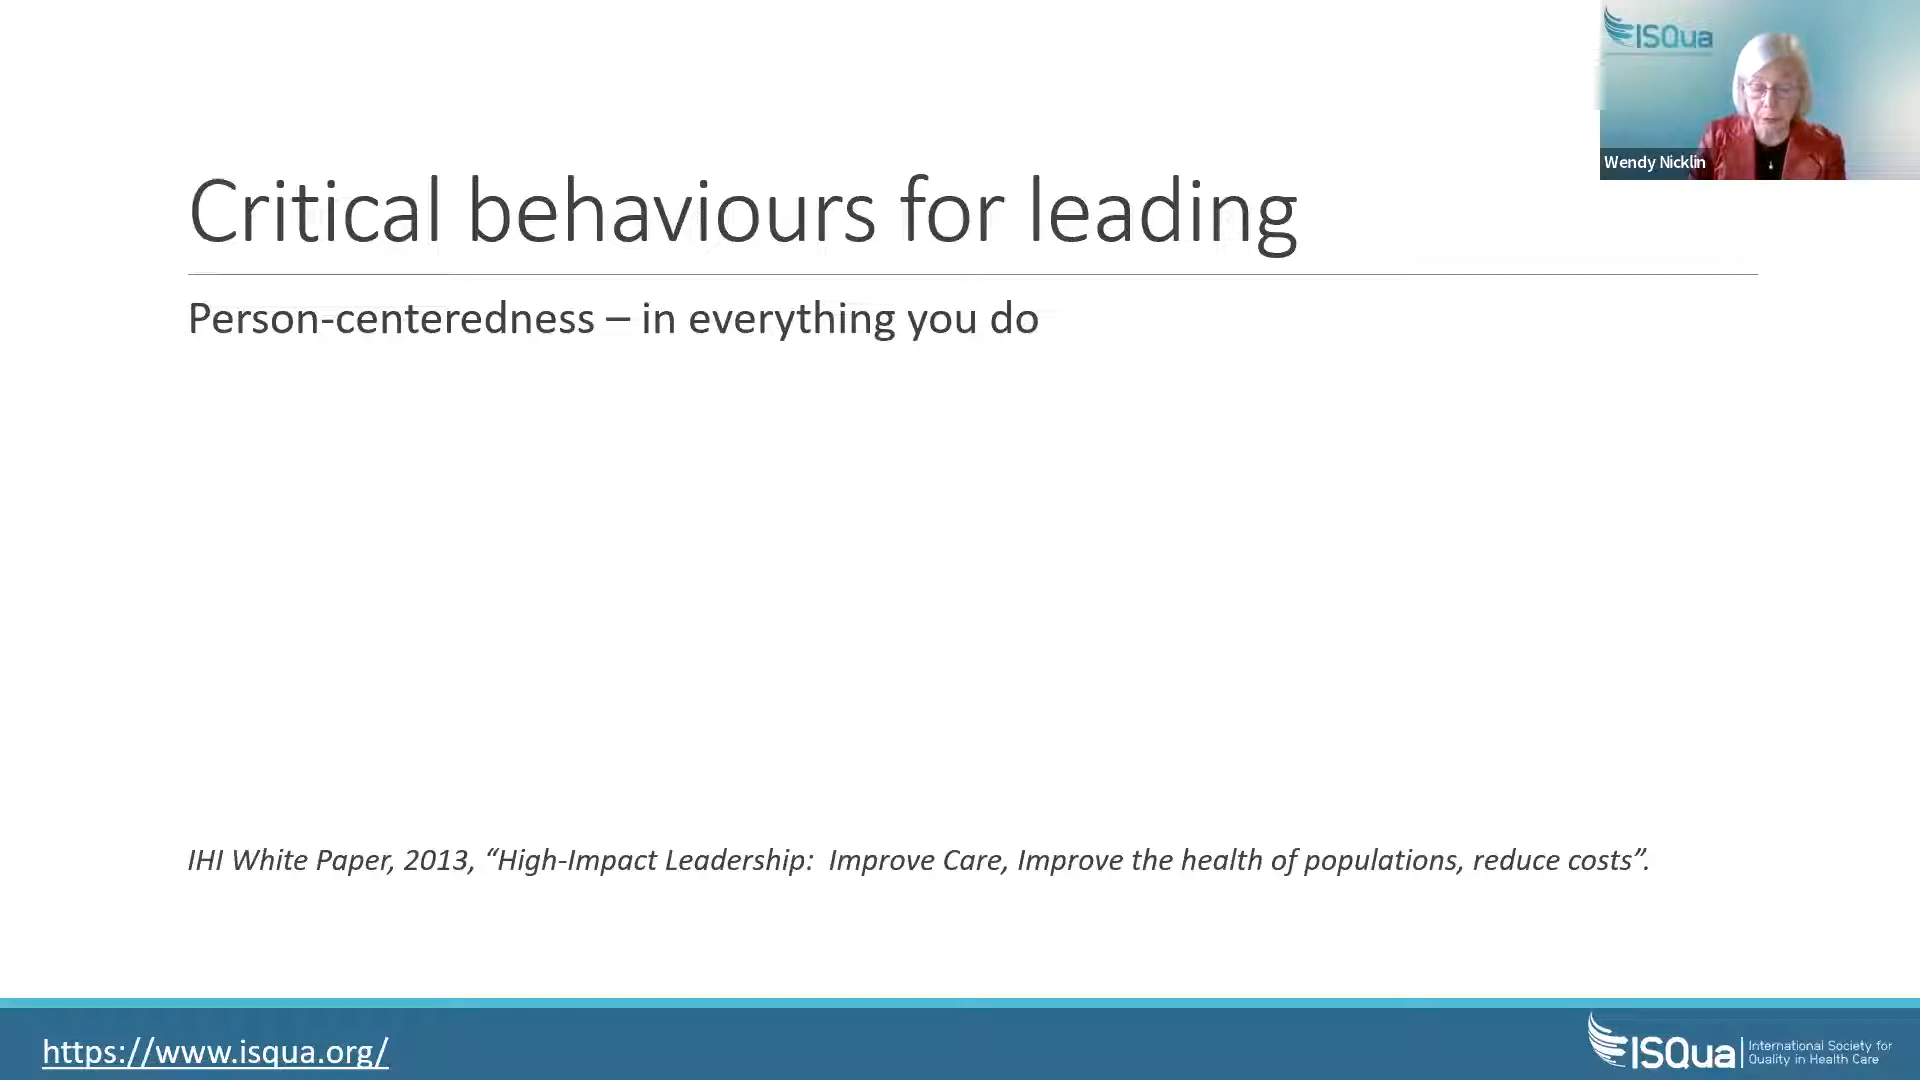 ISQua
Wendy Nicklin
Critical behaviours for leading
Person-centeredness – in everything you do
IHI White Paper, 2013, “High-Impact Leadership:  Improve Care, Improve the health of populations, reduce costs”.
https://www.isqua.org/
ISQua
International Society for
Quality in Health Care